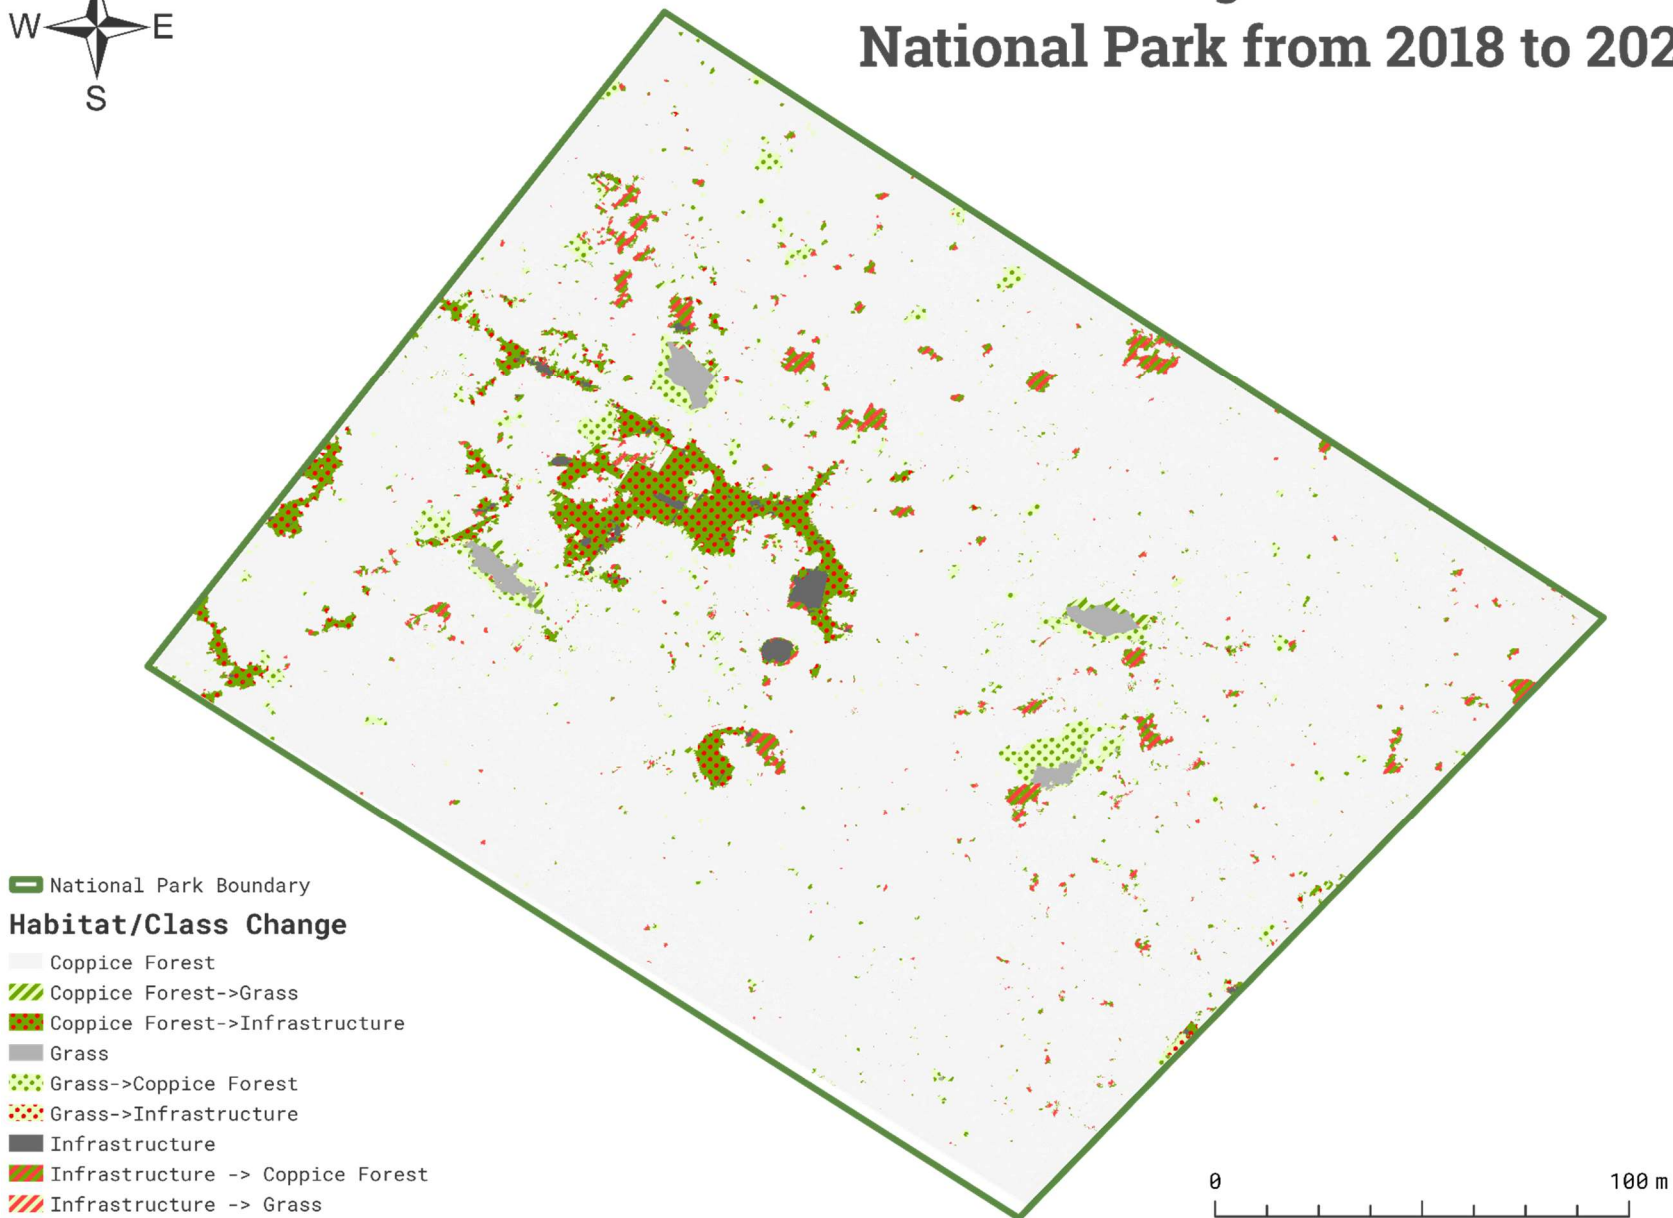 W E
S
National Park from 2018 to 202
National Park Boundary
Habitat/Class Change
Coppice Forest
Coppice Forest->Grass
Coppice Forest->Infrastructure
Grass
Grass->Coppice Forest
Grass->Infrastructure
Infrastructure
Infrastructure -> Coppice Forest
Infrastructure -> Grass
0 100 m